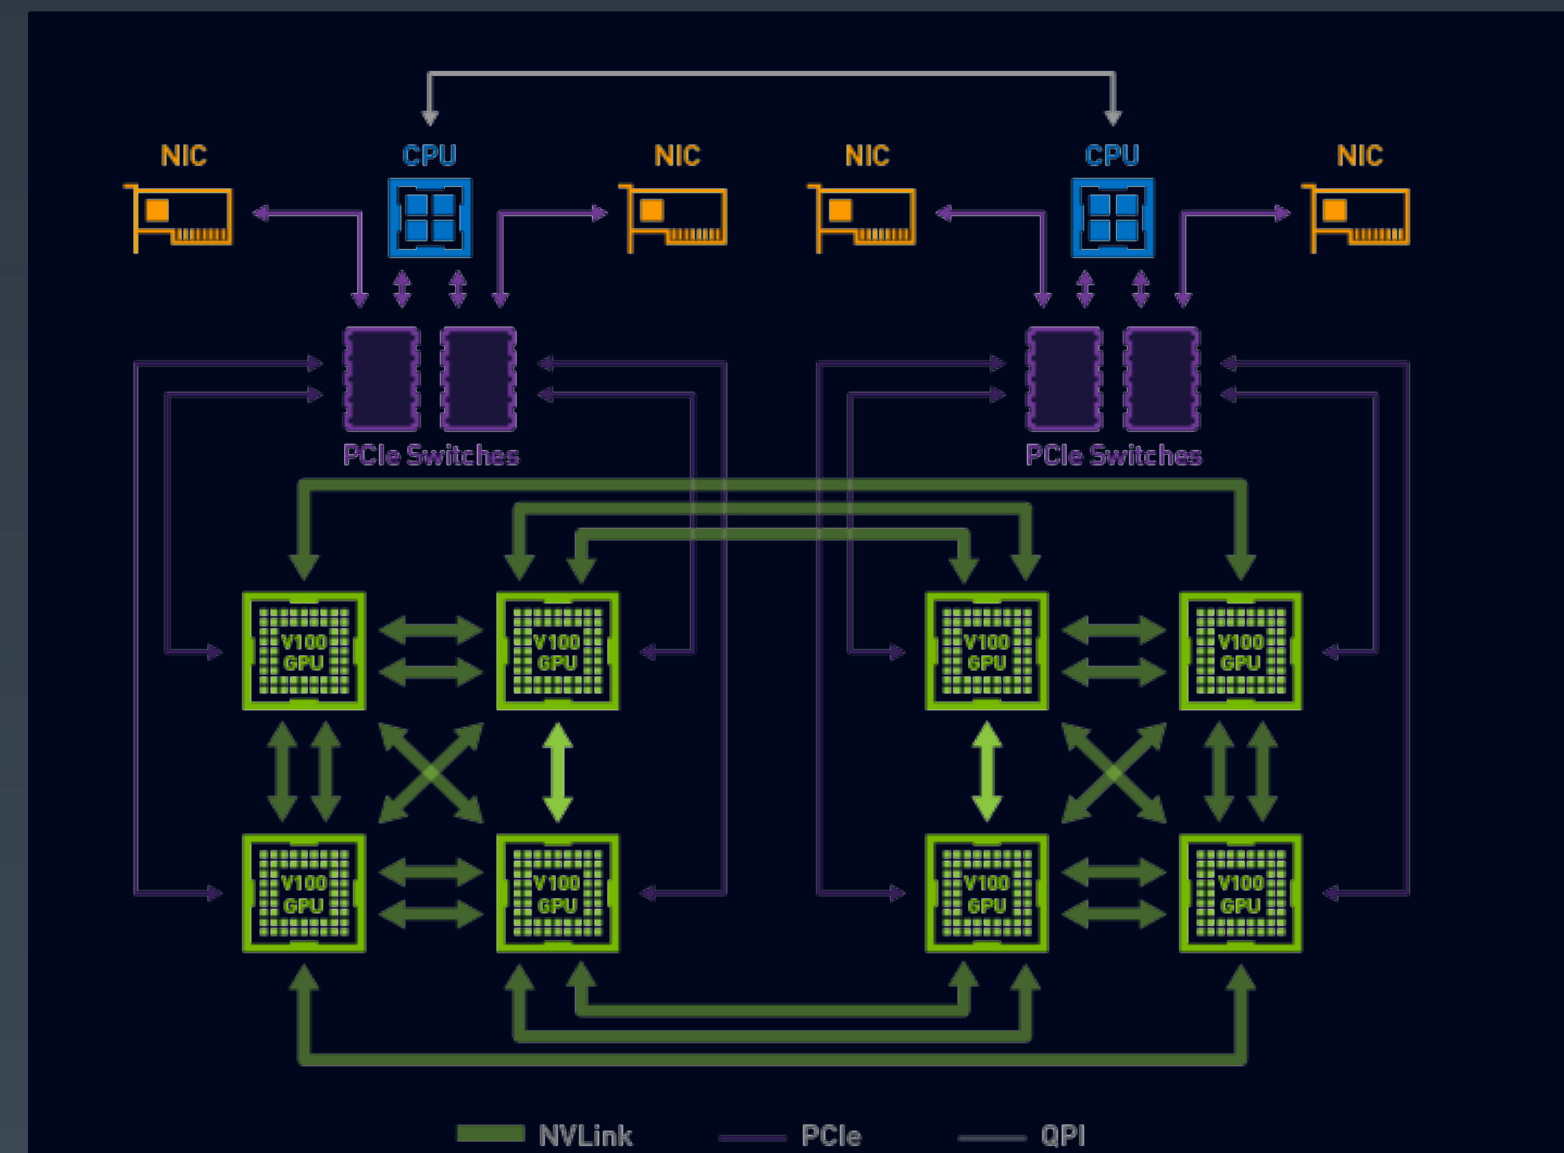 NIC CPU NIC NIC CPU NIC
PCIe Switches PCIe Switches
V100 V100 V100 V100
GPU GPU GPU GPU
V100 V100 V100 V100
GPU GPU GPU GPU
NVLink PCIe QPI